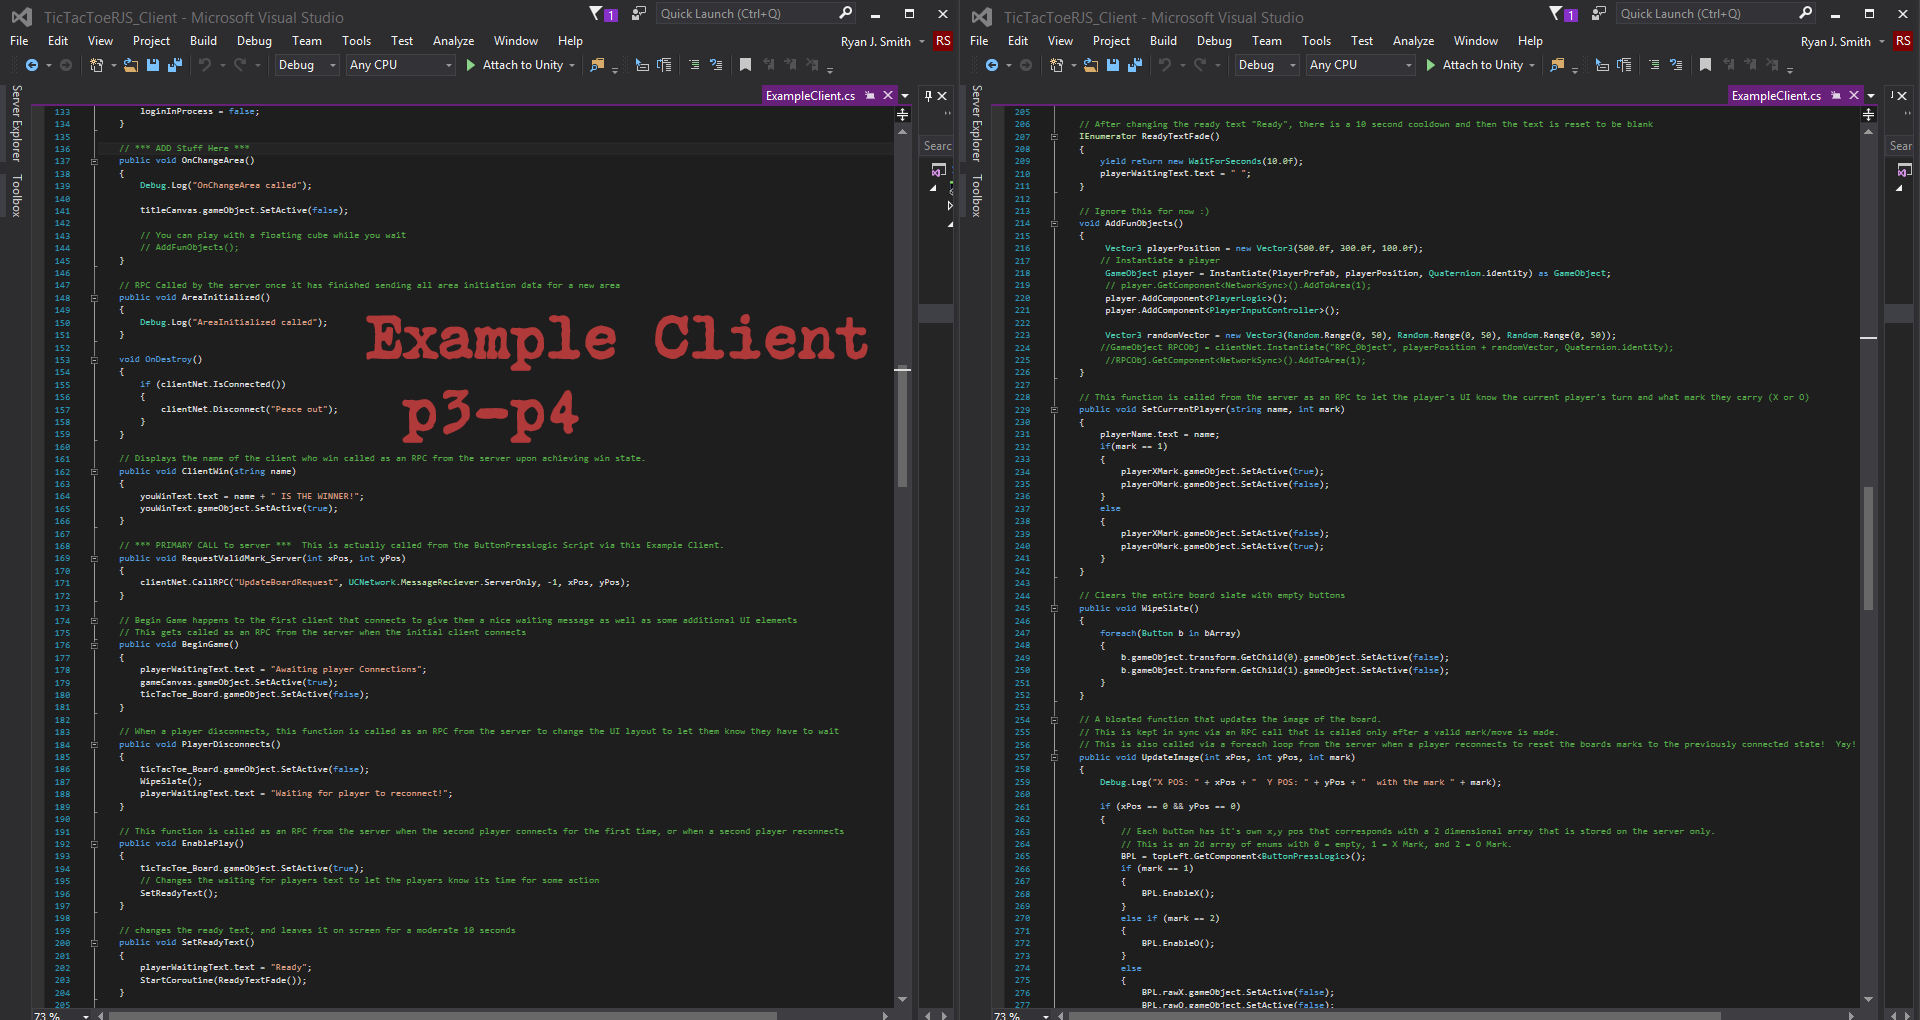 TicTacToeRJS_Client - Microsoft Visual Studio
1
Quick Launch (Ctrl+Q)
File Edit View Project Build Debug Team Tools Test Analyze Window Help
Ryan J. Smith RS
Debug Any CPU Attach to Unity
Server Explorer
Toolbox
ExampleClient.cs
Searc
133 loginInProcess = false;
134 }
135
136 // *** ADD Stuff Here ***
137 public void OnChangeArea()
138 {
139 Debug.Log("OnChangeArea called");
140
141 titleCanvas.gameObject.SetActive(false);
142
143 // You can play with a floating cube while you wait
144 // AddFunObjects();
145 }
146
147 // RPC Called by the server once it has finished sending all area initiation data for a new area
148 public void AreaInitialized()
149 {
150 Debug.Log("AreaInitialized called");
151 }
152
153 void OnDestroy()
154 {
155 if (clientNet.IsConnected())
156 {
157 clientNet.Disconnect("Peace out");
158 }
159 }
160
161 // Displays the name of the client who win called as an RPC from the server upon achieving win state.
162 public void ClientWin(string name)
163 {
164 youWinText.text = name + " IS THE WINNER!";
165 youWinText.gameObject.SetActive(true);
166 }
167
168 // *** PRIMARY CALL to server ***  This is actually called from the ButtonPressLogic Script via this Example Client.
169 public void RequestValidMark_Server(int xPos, int yPos)
170 {
171 clientNet.CallRPC("UpdateBoardRequest", UCNetwork.MessageReciever.ServerOnly, -1, xPos, yPos);
172 }
173
174 // Begin Game happens to the first client that connects to give them a nice waiting message as well as some additional UI elements
175 // This gets called as an RPC from the server when the initial client connects
176 public void BeginGame()
177 {
178 playerWaitingText.text = "Awaiting player Connections";
179 gameCanvas.gameObject.SetActive(true);
180 ticTacToe_Board.gameObject.SetActive(false);
181 }
182
183 // When a player disconnects, this function is called as an RPC from the server to change the UI layout to let them know they have to wait
184 public void PlayerDisconnects()
185 {
186 ticTacToe_Board.gameObject.SetActive(false);
187 WipeSlate();
188 playerWaitingText.text = "Waiting for player to reconnect!";
189 }
190
191 // This function is called as an RPC from the server when the second player connects for the first time, or when a second player reconnects
192 public void EnablePlay()
193 {
194 ticTacToe_Board.gameObject.SetActive(true);
195 // Changes the waiting for players text to let the players know its time for some action
196 SetReadyText();
197 }
198
199 // changes the ready text, and leaves it on screen for a moderate 10 seconds
200 public void SetReadyText()
201 {
202 playerWaitingText.text = "Ready";
203 StartCoroutine(ReadyTextFade());
204 }
205
73 %
Example Client
p3-p4
TicTacToeRJS_Client - Microsoft Visual Studio
1
Quick Launch (Ctrl+Q)
File Edit View Project Build Debug Team Tools Test Analyze Window Help
Ryan J. Smith RS
Debug Any CPU Attach to Unity
Server Explorer
Toolbox
ExampleClient.cs
Sear
205
206 // After changing the ready text "Ready", there is a 10 second cooldown and then the text is reset to be blank
207 IEnumerator ReadyTextFade()
208 {
209 yield return new WaitForSeconds(10.0f);
210 playerWaitingText.text = " ";
211 }
212
213 // Ignore this for now :)
214 void AddFunObjects()
215 {
216 Vector3 playerPosition = new Vector3(500.0f, 300.0f, 100.0f);
217 // Instantiate a player
218 GameObject player = Instantiate(PlayerPrefab, playerPosition, Quaternion.identity) as GameObject;
219 // player.GetComponent<NetworkSync>().AddToArea(1);
220 player.AddComponent<PlayerLogic>();
221 player.AddComponent<PlayerInputController>();
222
223 Vector3 randomVector = new Vector3(Random.Range(0, 50), Random.Range(0, 50), Random.Range(0, 50));
224 //GameObject RPCObj = clientNet.Instantiate("RPC_Object", playerPosition + randomVector, Quaternion.identity);
225 //RPCObj.GetComponent<NetworkSync>().AddToArea(1);
226 }
227
228 // This function is called from the server as an RPC to let the player's UI know the current player's turn and what mark they carry (X or O)
229 public void SetCurrentPlayer(string name, int mark)
230 {
231 playerName.text = name;
232 if(mark == 1)
233 {
234 playerXMark.gameObject.SetActive(true);
235 playerOMark.gameObject.SetActive(false);
236 }
237 else
238 {
239 playerXMark.gameObject.SetActive(false);
240 playerOMark.gameObject.SetActive(true);
241 }
242 }
243
244 // Clears the entire board slate with empty buttons
245 public void WipeSlate()
246 {
247 foreach(Button b in bArray)
248 {
249 b.gameObject.transform.GetChild(0).gameObject.SetActive(false);
250 b.gameObject.transform.GetChild(1).gameObject.SetActive(false);
251 }
252 }
253
254 // A bloated function that updates the image of the board.
255 // This is kept in sync via an RPC call that is called only after a valid mark/move is made.
256 // This is also called via a foreach loop from the server when a player reconnects to reset the boards marks to the previously connected state!  Yay!
257 public void UpdateImage(int xPos, int yPos, int mark)
258 {
259 Debug.Log("X POS: " + xPos + "  Y POS: " + yPos + "  with the mark " + mark);
260
261 if (xPos == 0 && yPos == 0)
262 {
263 // Each button has it's own x,y pos that corresponds with a 2 dimensional array that is stored on the server only.
264 // This is an 2d array of enums with 0 = empty, 1 = X Mark, and 2 = O Mark.
265 BPL = topLeft.GetComponent<ButtonPressLogic>();
266 if (mark == 1)
267 {
268 BPL.EnableX();
269 }
270 else if (mark == 2)
271 {
272 BPL.EnableO();
273 }
274 else
275 {
276 BPL.rawX.gameObject.SetActive(false);
277 BPL.rawO.gameObject.SetActive(false);
73 %